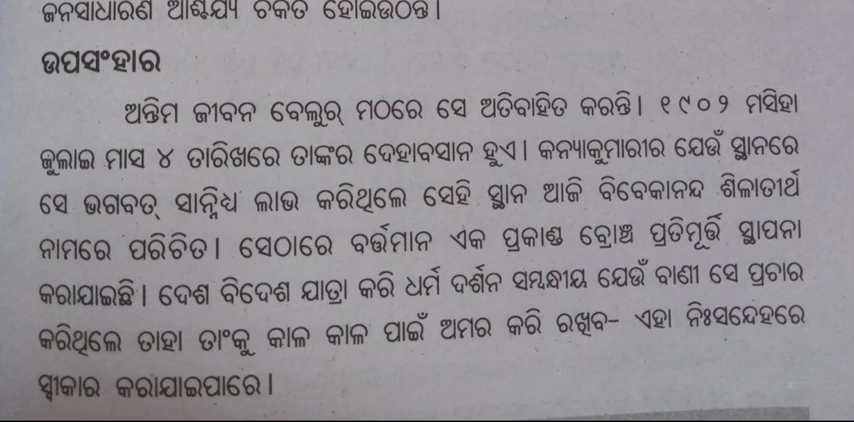 ଜନସାଧାରଣ ଆଶ୍ଚର୍ଯ୍ୟ ଚକିତ ହୋଇଉଠନ୍ତି।
ଉପସଂହାର
ଅନ୍ତିମ ଜୀବନ ବେଲୁର୍ ମଠରେ ସେ ଅତିବାହିତ କରନ୍ତି। ୧୯୦୨ ମସିହା
ଜୁଲାଇ ମାସ ୪ ତାରିଖରେ ତାଙ୍କର ଦେହାବସାନ ହୁଏ। କନ୍ୟାକୁମାରୀର ଯେଉଁ ସ୍ଥାନରେ
ସେ ଭଗବତ୍ ସାନ୍ନିଧ୍ୟ ଲାଭ କରିଥିଲେ ସେହି ସ୍ଥାନ ଆଜି ବିବେକାନନ୍ଦ ଶିଳାତୀର୍ଥ
ନାମରେ ପରିଚିତ। ସେଠାରେ ବର୍ତ୍ତମାନ ଏକ ପ୍ରକାଣ୍ଡ ବ୍ରୋଞ୍ଚ ପ୍ରତିମୂର୍ତ୍ତି ସ୍ଥାପନା
କରାଯାଇଛି। ଦେଶ ବିଦେଶ ଯାତ୍ରା କରି ଧର୍ମ ଦର୍ଶନ ସମ୍ବନ୍ଧୀୟ ଯେଉଁ ବାଣୀ ସେ ପ୍ରଚାର
କରିଥିଲେ ତାହା ତାଂକୁ କାଳ କାଳ ପାଇଁ ଅମର କରି ରଖିବ- ଏହା ନିଃସନ୍ଦେହରେ
ସ୍ୱୀକାର କରାଯାଇପାରେ।